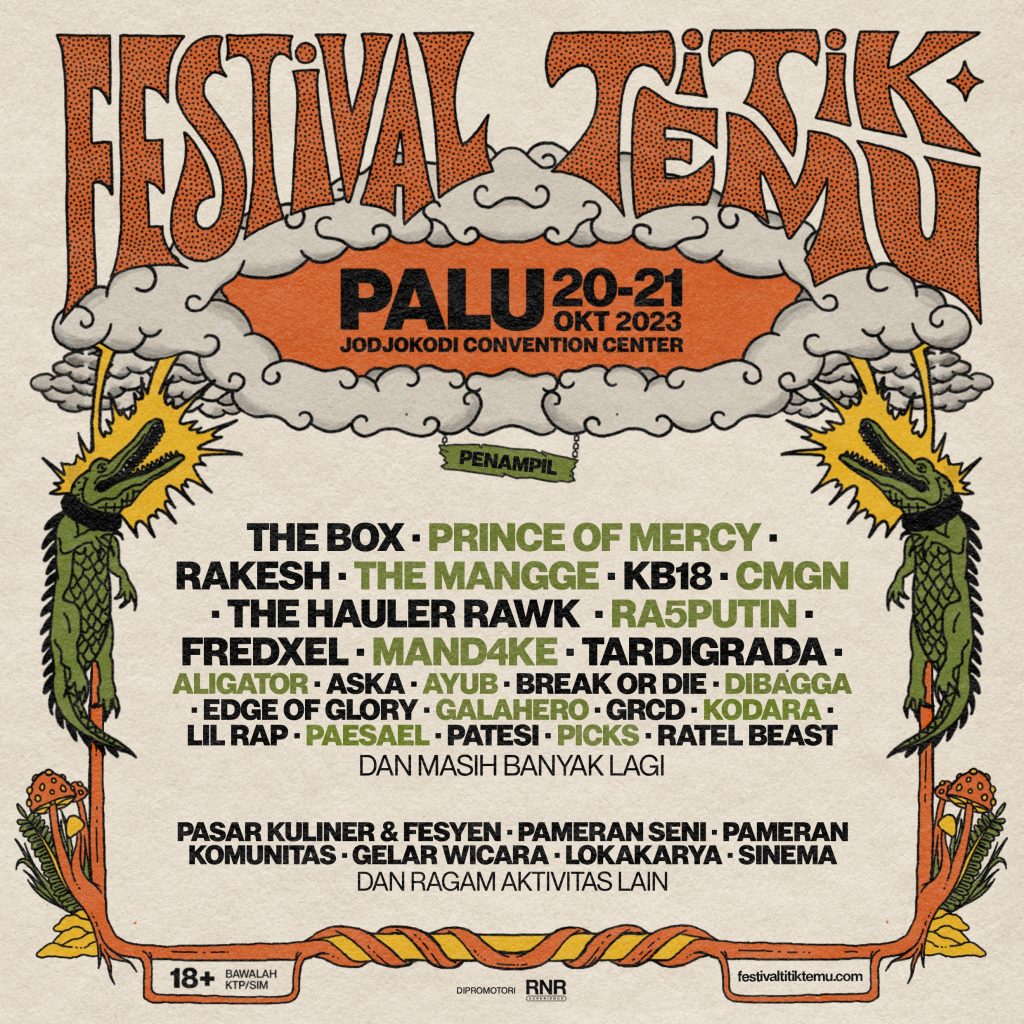 FESTIVAL TiTiK TEMU
PALU 20-21
OKT 2023
JODJOKODI CONVENTION CENTER
PENAMPIL
THE BOX · PRINCE OF MERCY ·
RAKESH · THE MANGGE · KB18 · CMGN
· THE HAULER RAWK · RA5PUTIN ·
FREDXEL · MAND4KE · TARDIGRADA ·
ALIGATOR · ASKA · AYUB · BREAK OR DIE · DIBAGGA
· EDGE OF GLORY · GALAHERO · GRCD · KODARA ·
LIL RAP · PAESAEL · PATESI · PICKS · RATEL BEAST
DAN MASIH BANYAK LAGI
PASAR KULINER & FESYEN · PAMERAN SENI · PAMERAN
KOMUNITAS · GELAR WICARA · LOKAKARYA · SINEMA
DAN RAGAM AKTIVITAS LAIN
18+ BAWALAH
KTP/SIM
DIPROMOTORI RNR
EXPERIENCE
festivaltitiktemu.com